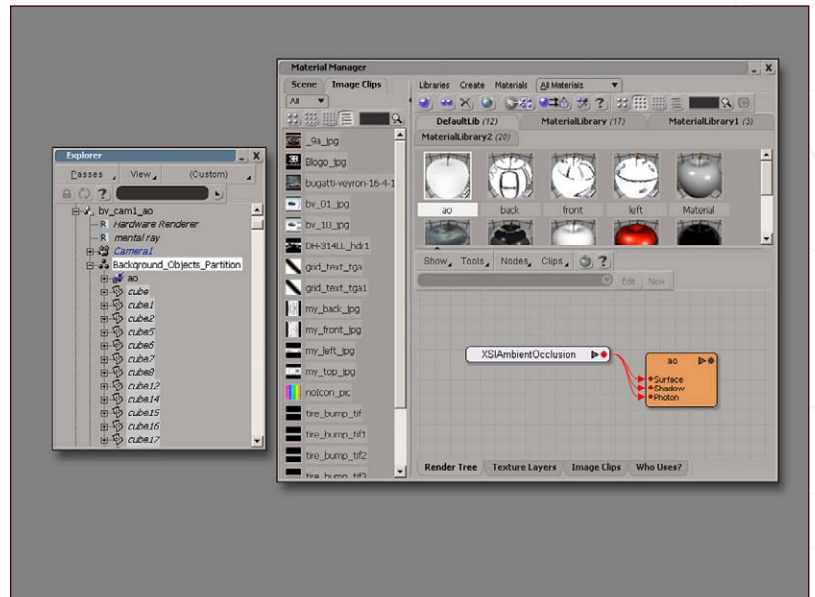 Explorer
Passes View (Custom)
bv_cam1_ao
R Hardware Renderer
R mental ray
Camera1
Background_Objects_Partition
ao
cube
cube1
cube2
cube5
cube6
cube7
cube8
cube12
cube14
cube15
cube16
cube17
Material Manager
Scene Image Clips
All
_9a_jpg
Blogo_jpg
bugatti-veyron-16-4-1
bv_01_jpg
bv_10_jpg
DH-314LL_hdr1
grid_text_tga
grid_text_tga1
my_back_jpg
my_front_jpg
my_left_jpg
my_top_jpg
noIcon_pic
tire_bump_tif
tire_bump_tif1
tire_bump_tif2
tire_bump_tif3
Libraries Create Materials All Materials
DefaultLib (12) MaterialLibrary (17) MaterialLibrary1 (3)
MaterialLibrary2 (20)
ao back front left Material
Show Tools Nodes Clips
Edit New
XSIAmbientOcclusion
ao
Surface
Shadow
Photon
Render Tree Texture Layers Image Clips Who Uses?